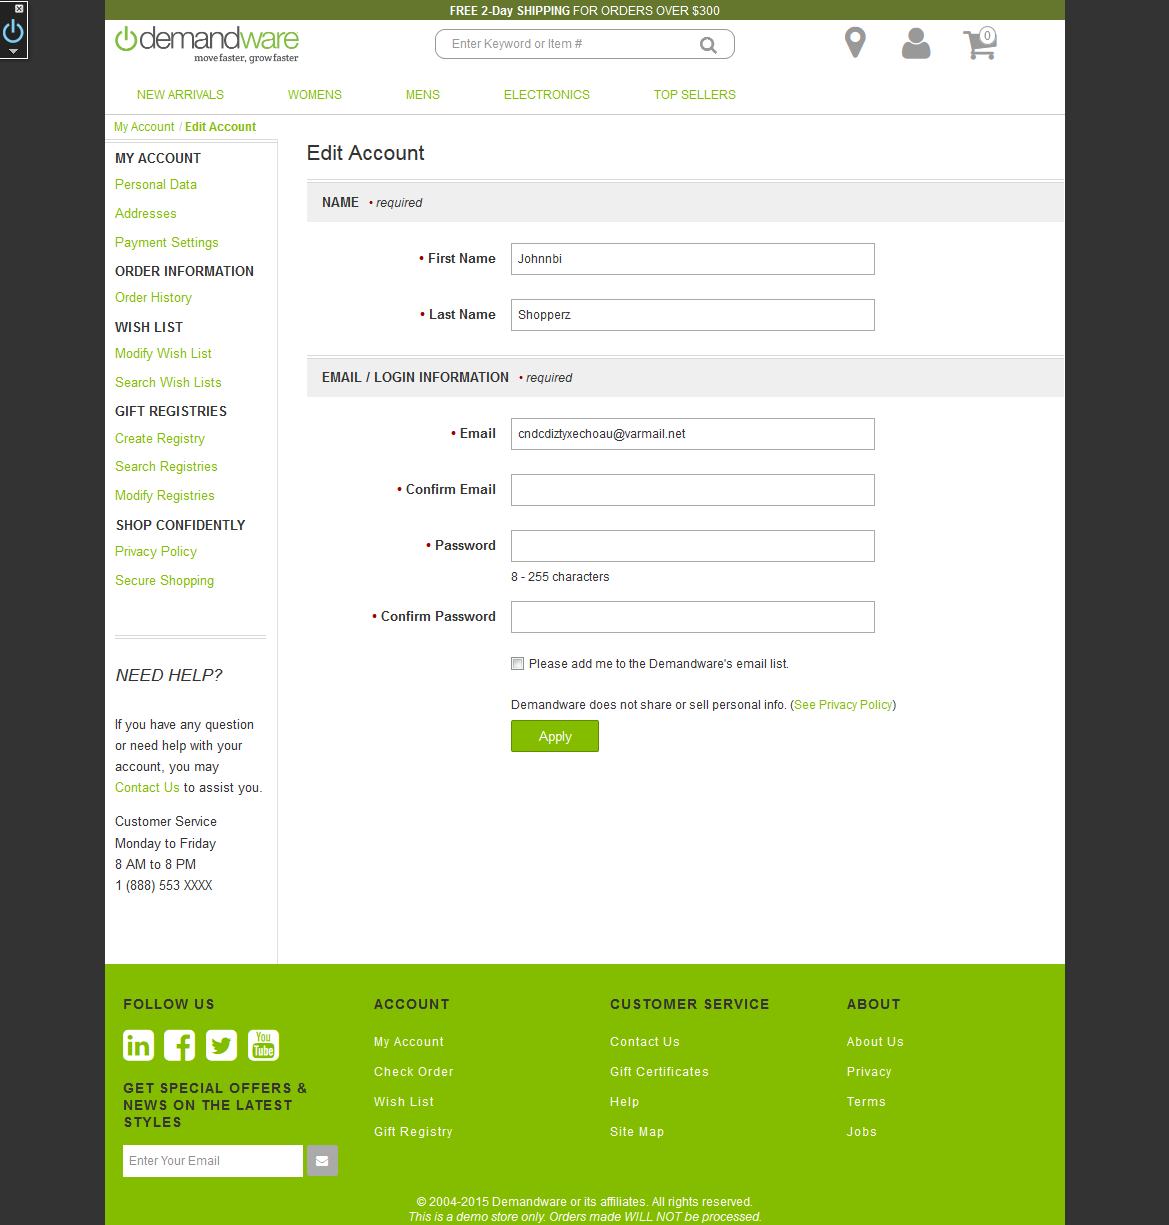 FREE 2-Day SHIPPING FOR ORDERS OVER $300
demandware
move faster, grow faster
Enter Keyword or Item #
0
NEW ARRIVALS WOMENS MENS ELECTRONICS TOP SELLERS
My Account / Edit Account
MY ACCOUNT
Personal Data
Addresses
Payment Settings
ORDER INFORMATION
Order History
WISH LIST
Modify Wish List
Search Wish Lists
GIFT REGISTRIES
Create Registry
Search Registries
Modify Registries
SHOP CONFIDENTLY
Privacy Policy
Secure Shopping
NEED HELP?
If you have any question
or need help with your
account, you may
Contact Us to assist you.
Customer Service
Monday to Friday
8 AM to 8 PM
1 (888) 553 XXXX
Edit Account
NAME • required
• First Name Johnnbi
• Last Name Shopperz
EMAIL / LOGIN INFORMATION • required
• Email cndcdiztyxechoau@varmail.net
• Confirm Email
• Password
8 - 255 characters
• Confirm Password
Please add me to the Demandware's email list.
Demandware does not share or sell personal info. (See Privacy Policy)
Apply
FOLLOW US
in f You Tube
GET SPECIAL OFFERS &
NEWS ON THE LATEST
STYLES
Enter Your Email
ACCOUNT
My Account
Check Order
Wish List
Gift Registry
CUSTOMER SERVICE
Contact Us
Gift Certificates
Help
Site Map
ABOUT
About Us
Privacy
Terms
Jobs
© 2004-2015 Demandware or its affiliates. All rights reserved.
This is a demo store only. Orders made WILL NOT be processed.